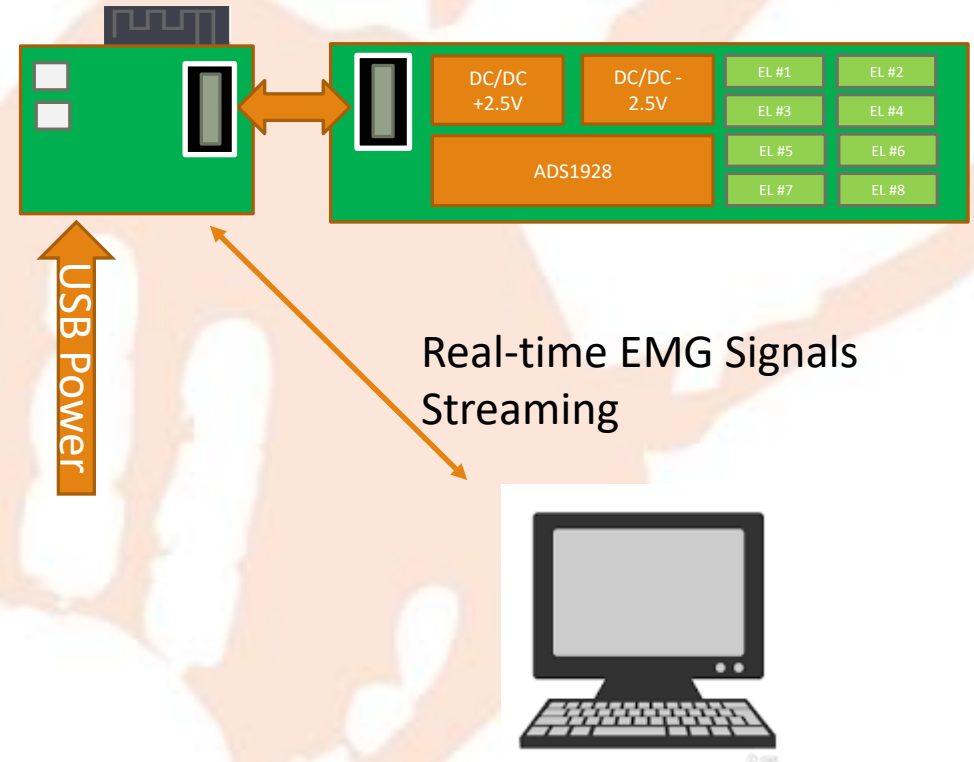 DC/DC
+2.5V
DC/DC -
2.5V
EL #1
EL #2
EL #3
EL #4
ADS1928
EL #5
EL #6
EL #7
EL #8
USB Power
Real-time EMG Signals
Streaming